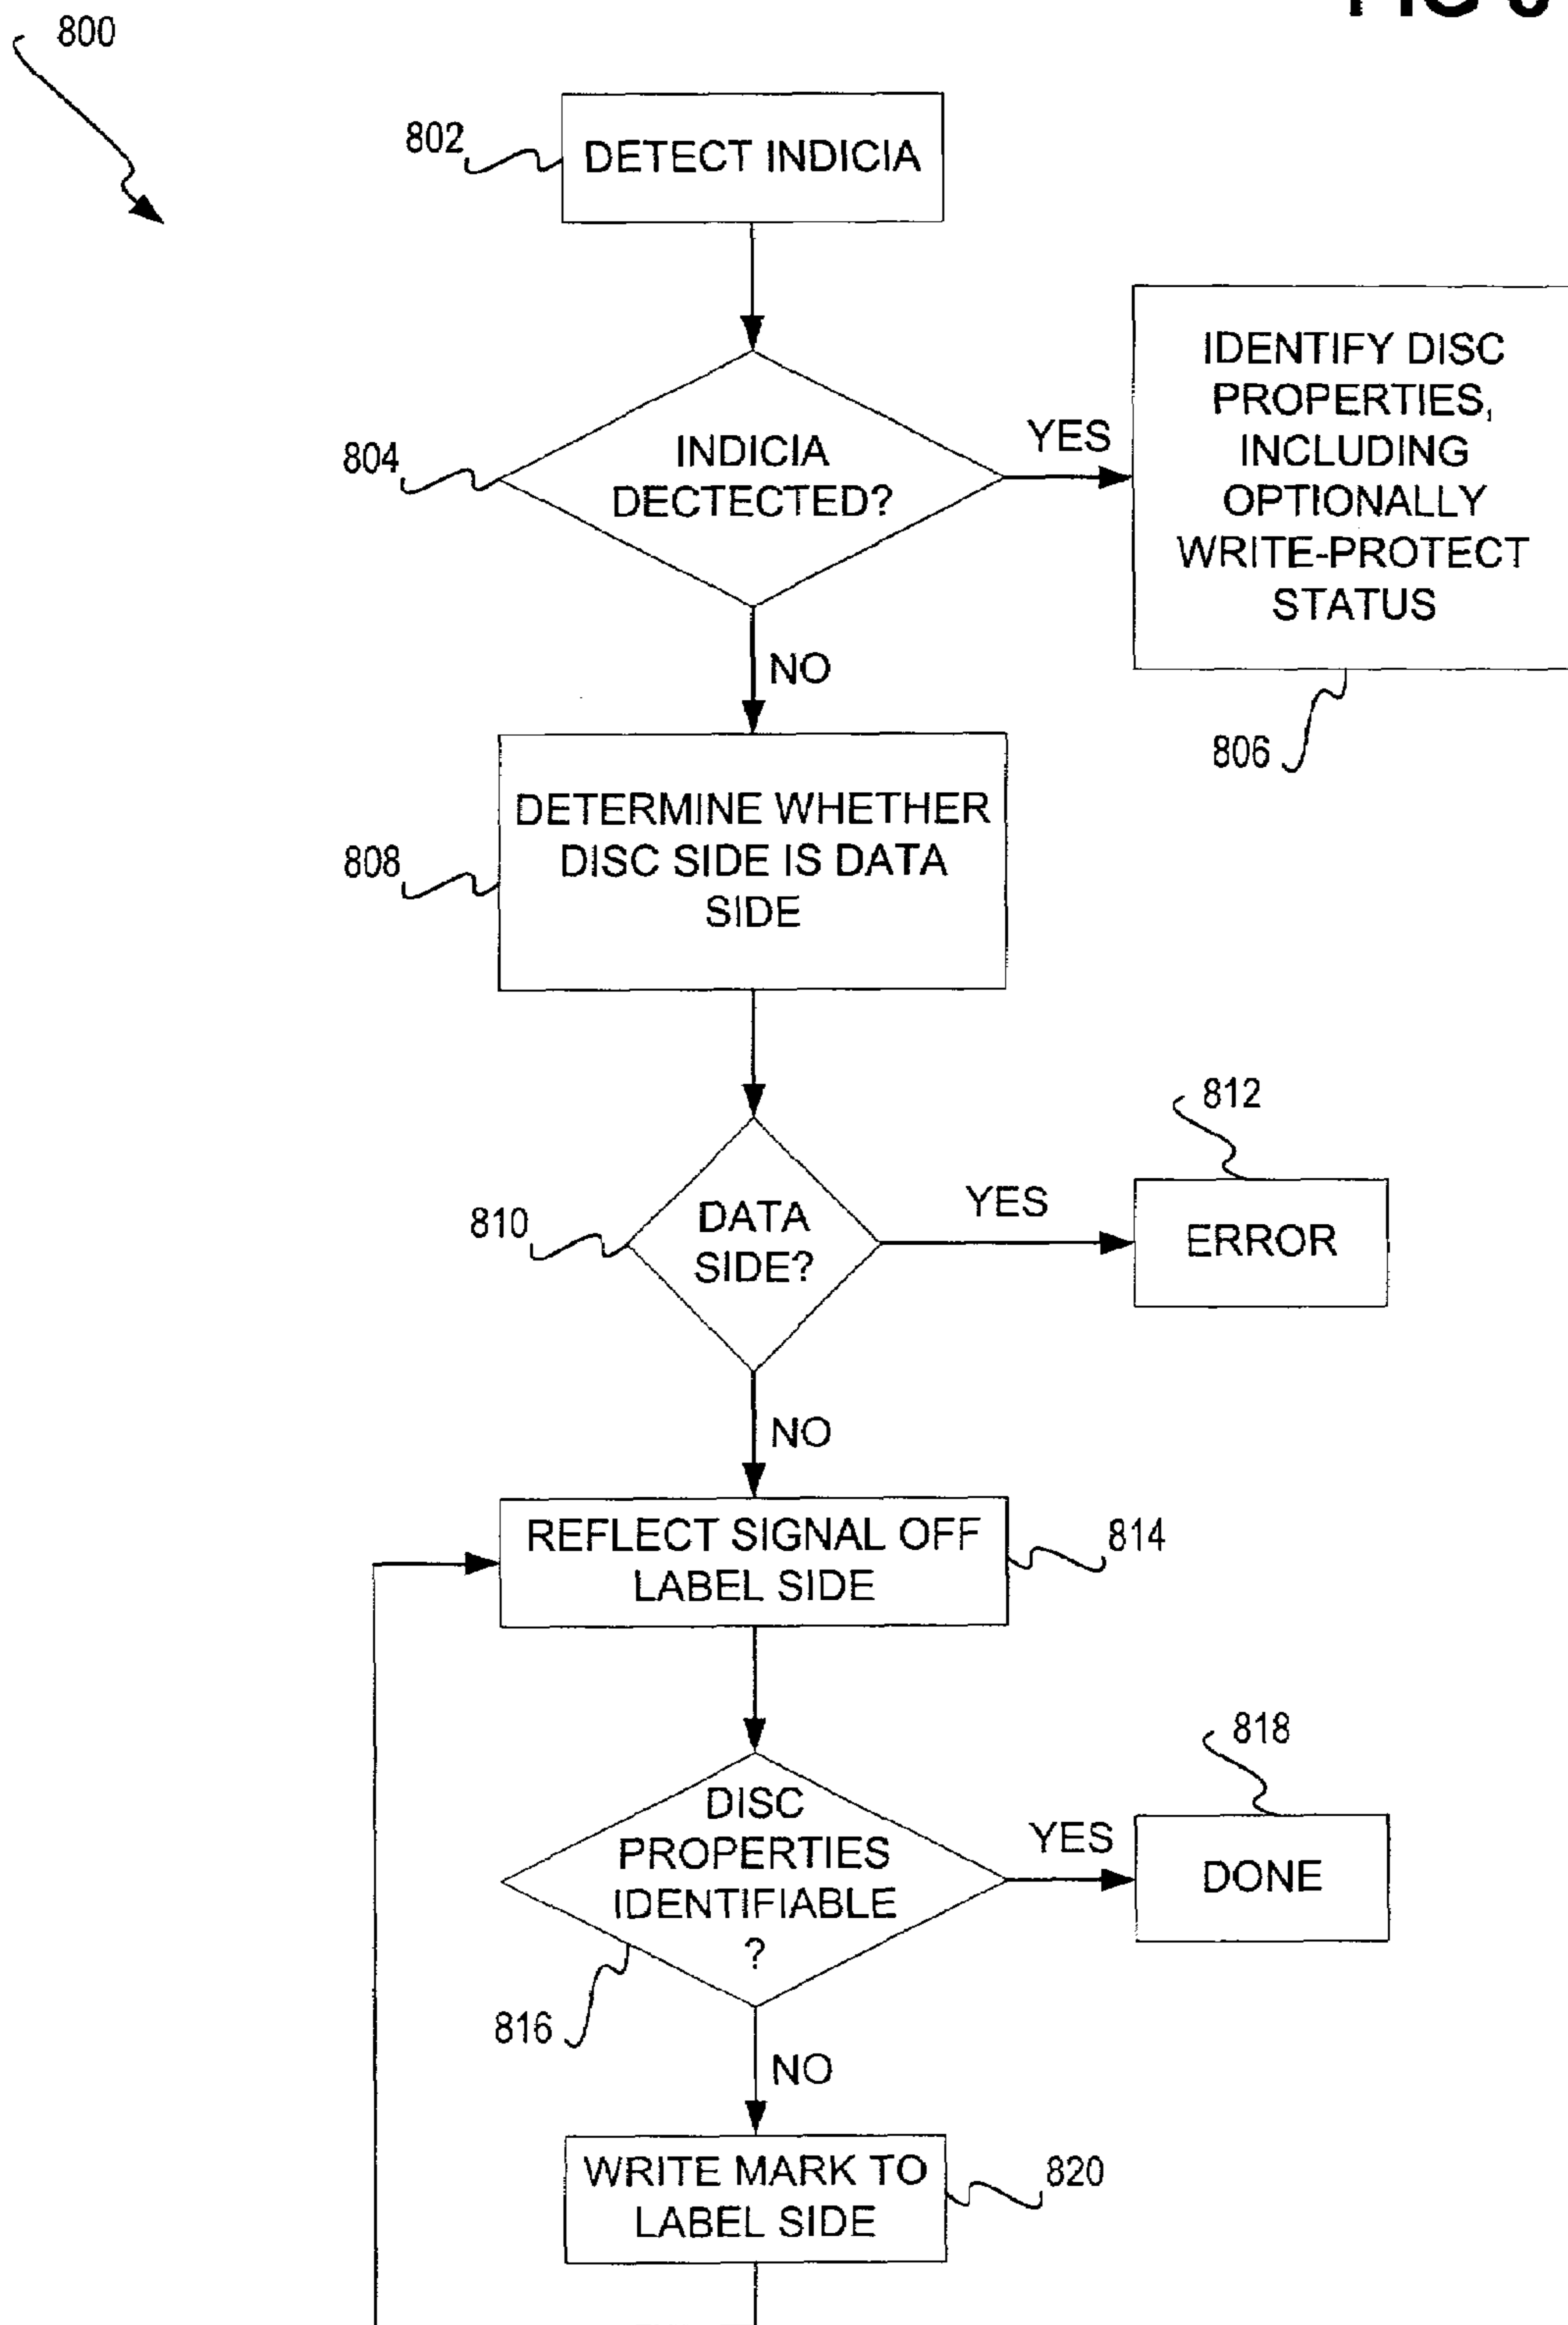 800
802
DETECT INDICIA
804
INDICIA
DECTECTED?
YES
IDENTIFY DISC
PROPERTIES,
INCLUDING
OPTIONALLY
WRITE-PROTECT
STATUS
806
NO
808
DETERMINE WHETHER
DISC SIDE IS DATA
SIDE
810
DATA
SIDE?
YES
812
ERROR
NO
REFLECT SIGNAL OFF
LABEL SIDE
814
DISC
PROPERTIES
IDENTIFIABLE
?
816
YES
818
DONE
NO
WRITE MARK TO
LABEL SIDE
820